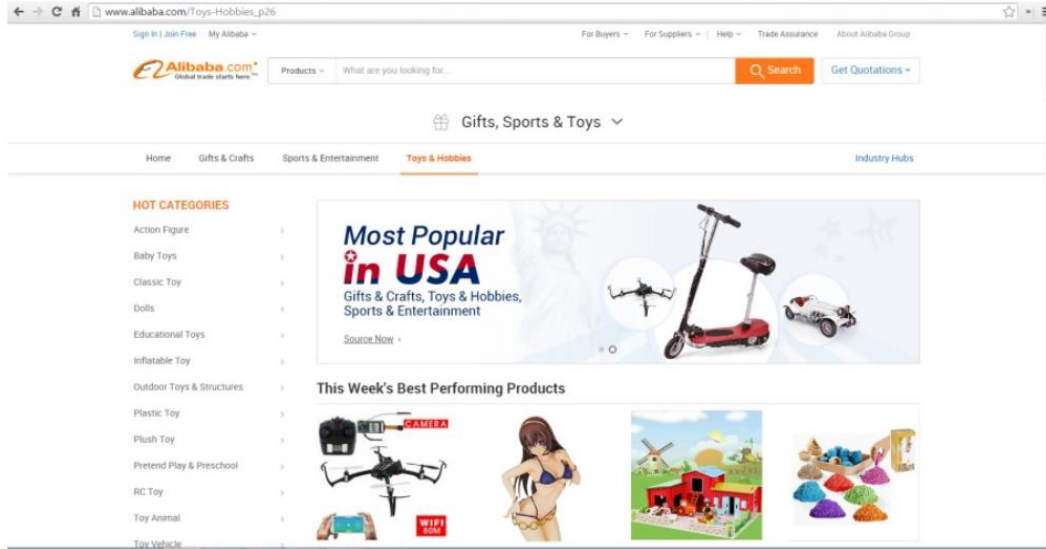 www.alibaba.com/Toys-Hobbies_p26
Sign In | Join Free My Alibaba For Buyers For Suppliers | Help Trade Assurance About Alibaba Group
Alibaba.com
Global trade starts here.™
Products What are you looking for... Search Get Quotations
Gifts, Sports & Toys
Home Gifts & Crafts Sports & Entertainment Toys & Hobbies Industry Hubs
HOT CATEGORIES
Action Figure
Baby Toys
Classic Toy
Dolls
Educational Toys
Inflatable Toy
Outdoor Toys & Structures
Plastic Toy
Plush Toy
Pretend Play & Preschool
RC Toy
Toy Animal
Toy Vehicle
Most Popular
in USA
Gifts & Crafts, Toys & Hobbies,
Sports & Entertainment
Source Now
This Week's Best Performing Products
CAMERA
WIFI
80M